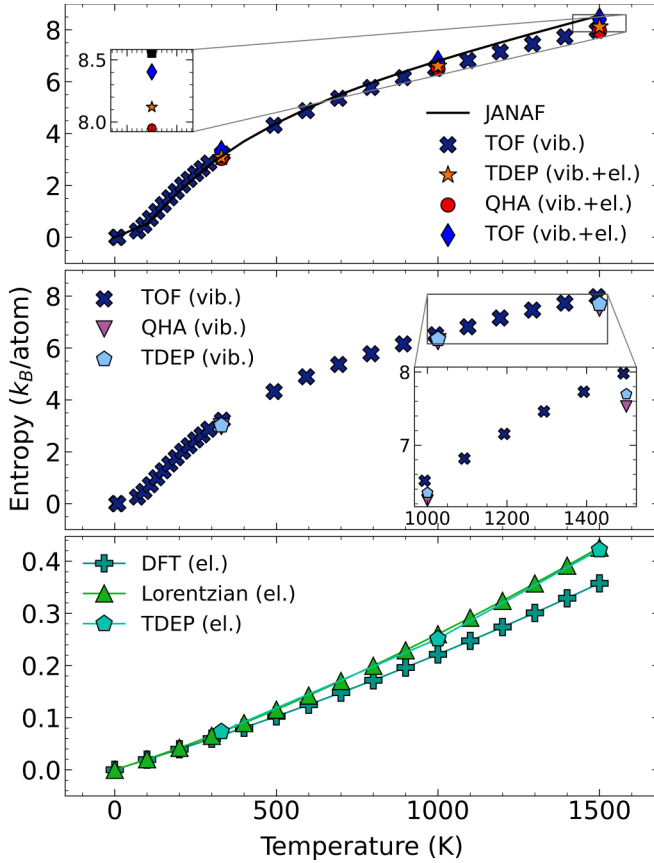 8
6
4
2
0
8.5
8.0
JANAF
TOF (vib.)
TDEP (vib.+el.)
QHA (vib.+el.)
TOF (vib.+el.)
Entropy (k_B/atom)
8
6
4
2
0
TOF (vib.)
QHA (vib.)
TDEP (vib.)
8
7
1000 1200 1400
0.4
0.3
0.2
0.1
0.0
DFT (el.)
Lorentzian (el.)
TDEP (el.)
0 500 1000 1500
Temperature (K)